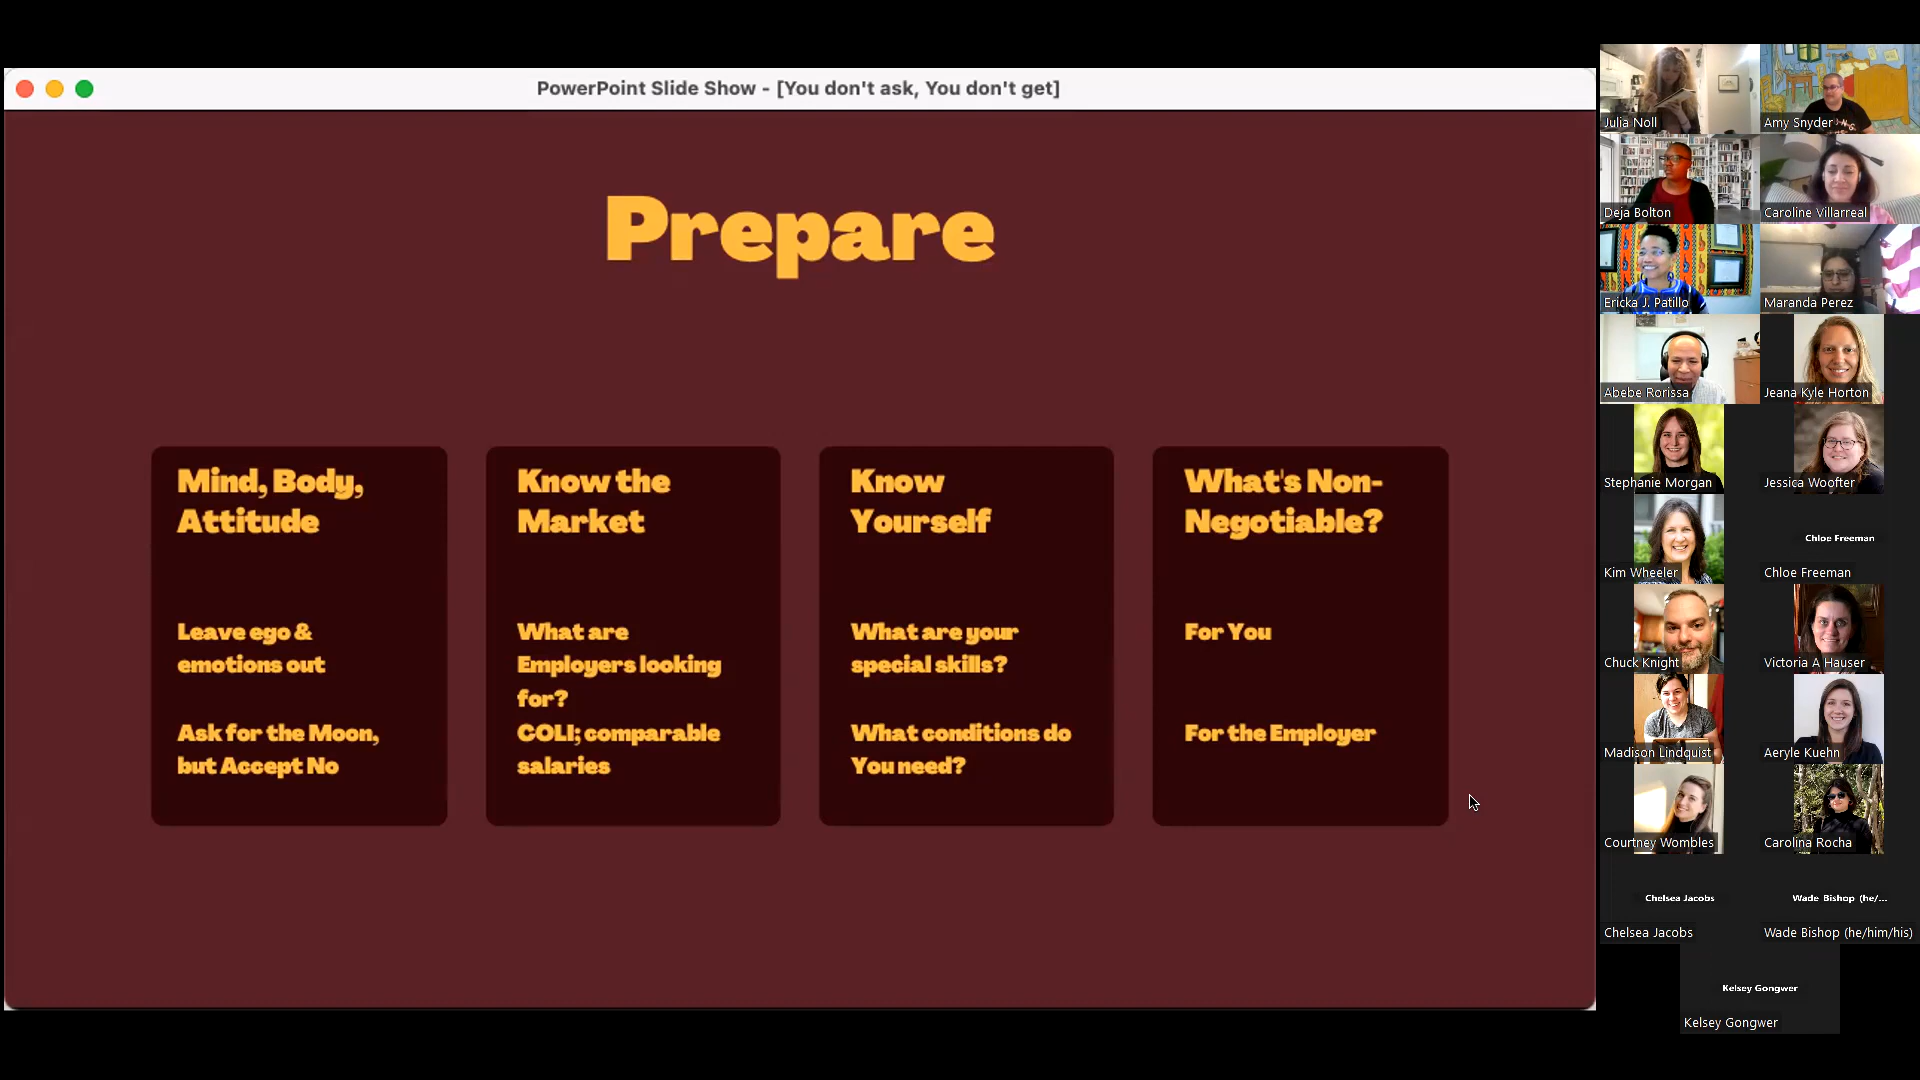 PowerPoint Slide Show - [You don't ask, You don't get]
Prepare
Mind, Body,
Attitude
Leave ego &
emotions out
Ask for the Moon,
but Accept No
Know the
Market
What are
Employers looking
for?
COLI; comparable
salaries
Know
Yourself
What are your
special skills?
What conditions do
You need?
What's Non-
Negotiable?
For You
For the Employer
Julia Noll
Amy Snyder
Deja Bolton
Caroline Villarreal
Ericka J. Patillo
Maranda Perez
Abebe Rorissa
Jeana Kyle Horton
Stephanie Morgan
Jessica Woofter
Kim Wheeler
Chloe Freeman
Chloe Freeman
Chuck Knight
Victoria A Hauser
Madison Lindquist
Aeryle Kuehn
Courtney Wombles
Carolina Rocha
Chelsea Jacobs
Chelsea Jacobs
Wade Bishop (he/...
Wade Bishop (he/him/his)
Kelsey Gongwer
Kelsey Gongwer